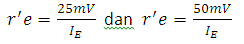 r'e = 25mV / I_E dan r'e = 50mV / I_E